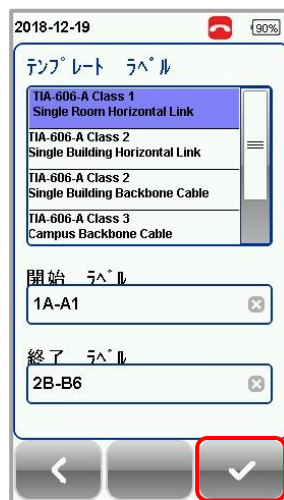 2018-12-19
90%
テンプレート ラベル
TIA-606-A Class 1
Single Room Horizontal Link
TIA-606-A Class 2
Single Building Horizontal Link
TIA-606-A Class 2
Single Building Backbone Cable
TIA-606-A Class 3
Campus Backbone Cable
開始 ラベル
1A-A1
終了 ラベル
2B-B6